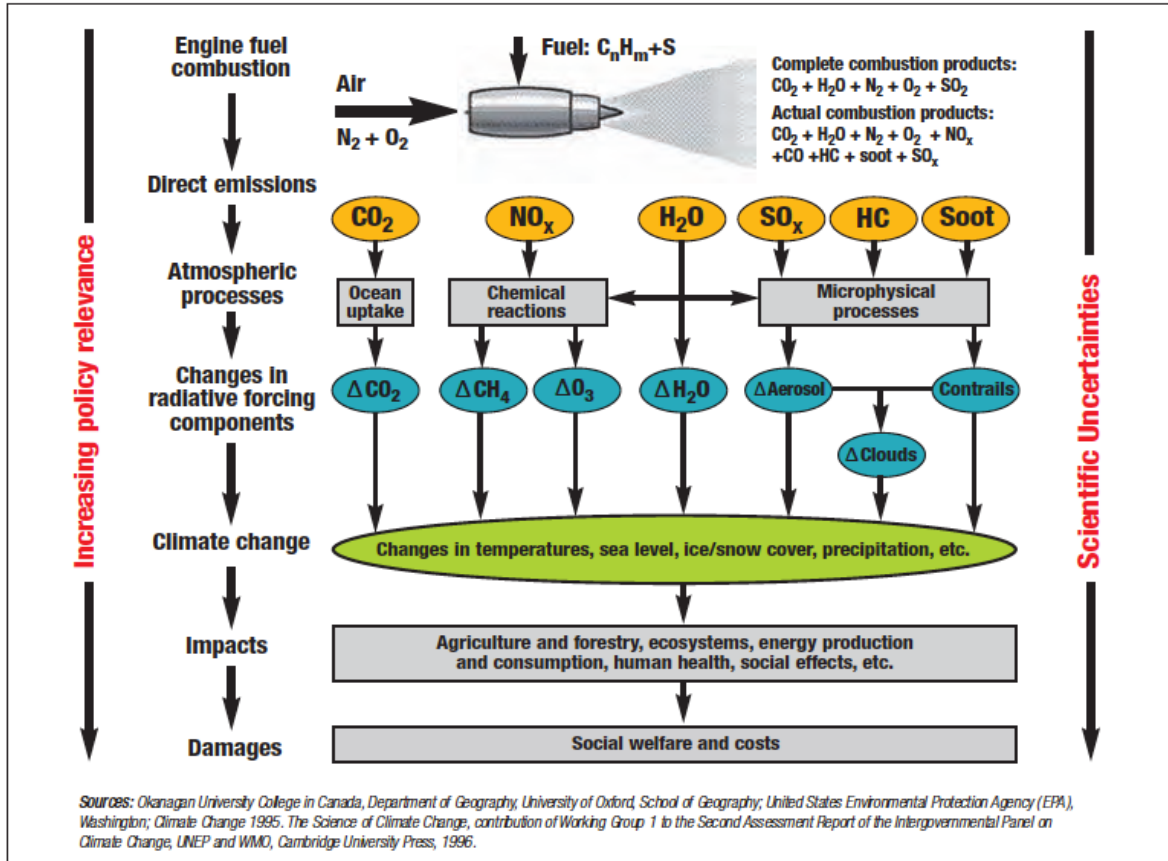 Engine fuel
combustion
Fuel: CₙHₘ+S
Air
N₂ + O₂
Complete combustion products:
CO₂ + H₂O + N₂ + O₂ + SO₂
Actual combustion products:
CO₂ + H₂O + N₂ + O₂ + NOₓ
+CO +HC + soot + SOₓ
Direct emissions
CO₂
NOₓ
H₂O
SOₓ
HC
Soot
Atmospheric
processes
Ocean
uptake
Chemical
reactions
Microphysical
processes
Changes in
radiative forcing
components
ΔCO₂
ΔCH₄
ΔO₃
ΔH₂O
ΔAerosol
Contrails
ΔClouds
Climate change
Changes in temperatures, sea level, ice/snow cover, precipitation, etc.
Impacts
Agriculture and forestry, ecosystems, energy production
and consumption, human health, social effects, etc.
Damages
Social welfare and costs
Increasing policy relevance
Scientific Uncertainties
Sources: Okanagan University College in Canada, Department of Geography, University of Oxford, School of Geography; United States Environmental Protection Agency (EPA),
Washington; Climate Change 1995. The Science of Climate Change, contribution of Working Group 1 to the Second Assessment Report of the Intergovernmental Panel on
Climate Change, UNEP and WMO, Cambridge University Press, 1996.